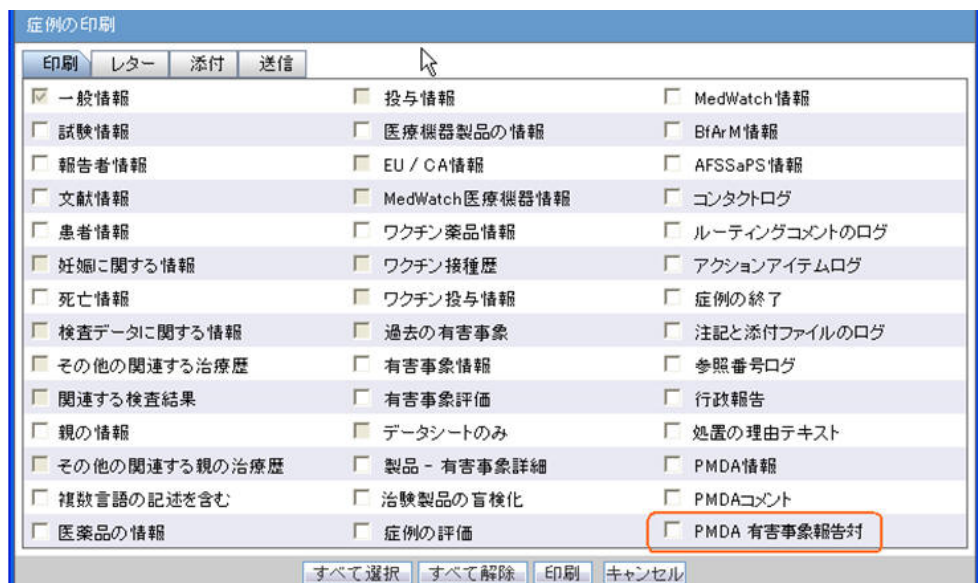 症例の印刷
印刷 レター 添付 送信
一般情報 投与情報 MedWatch情報
試験情報 医療機器製品の情報 BfArM情報
報告者情報 EU / CA情報 AFSSaPS情報
文献情報 MedWatch医療機器情報 コンタクトログ
患者情報 ワクチン薬品情報 ルーティングコメントのログ
妊娠に関する情報 ワクチン接種歴 アクションアイテムログ
死亡情報 ワクチン投与情報 症例の終了
検査データに関する情報 過去の有害事象 注記と添付ファイルのログ
その他の関連する治療歴 有害事象情報 参照番号ログ
関連する検査結果 有害事象評価 行政報告
親の情報 データシートのみ 処置の理由テキスト
その他の関連する親の治療歴 製品 - 有害事象詳細 PMDA情報
複数言語の記述を含む 治験製品の盲検化 PMDAコメント
医薬品の情報 症例の評価 PMDA 有害事象報告対
すべて選択 すべて解除 印刷 キャンセル